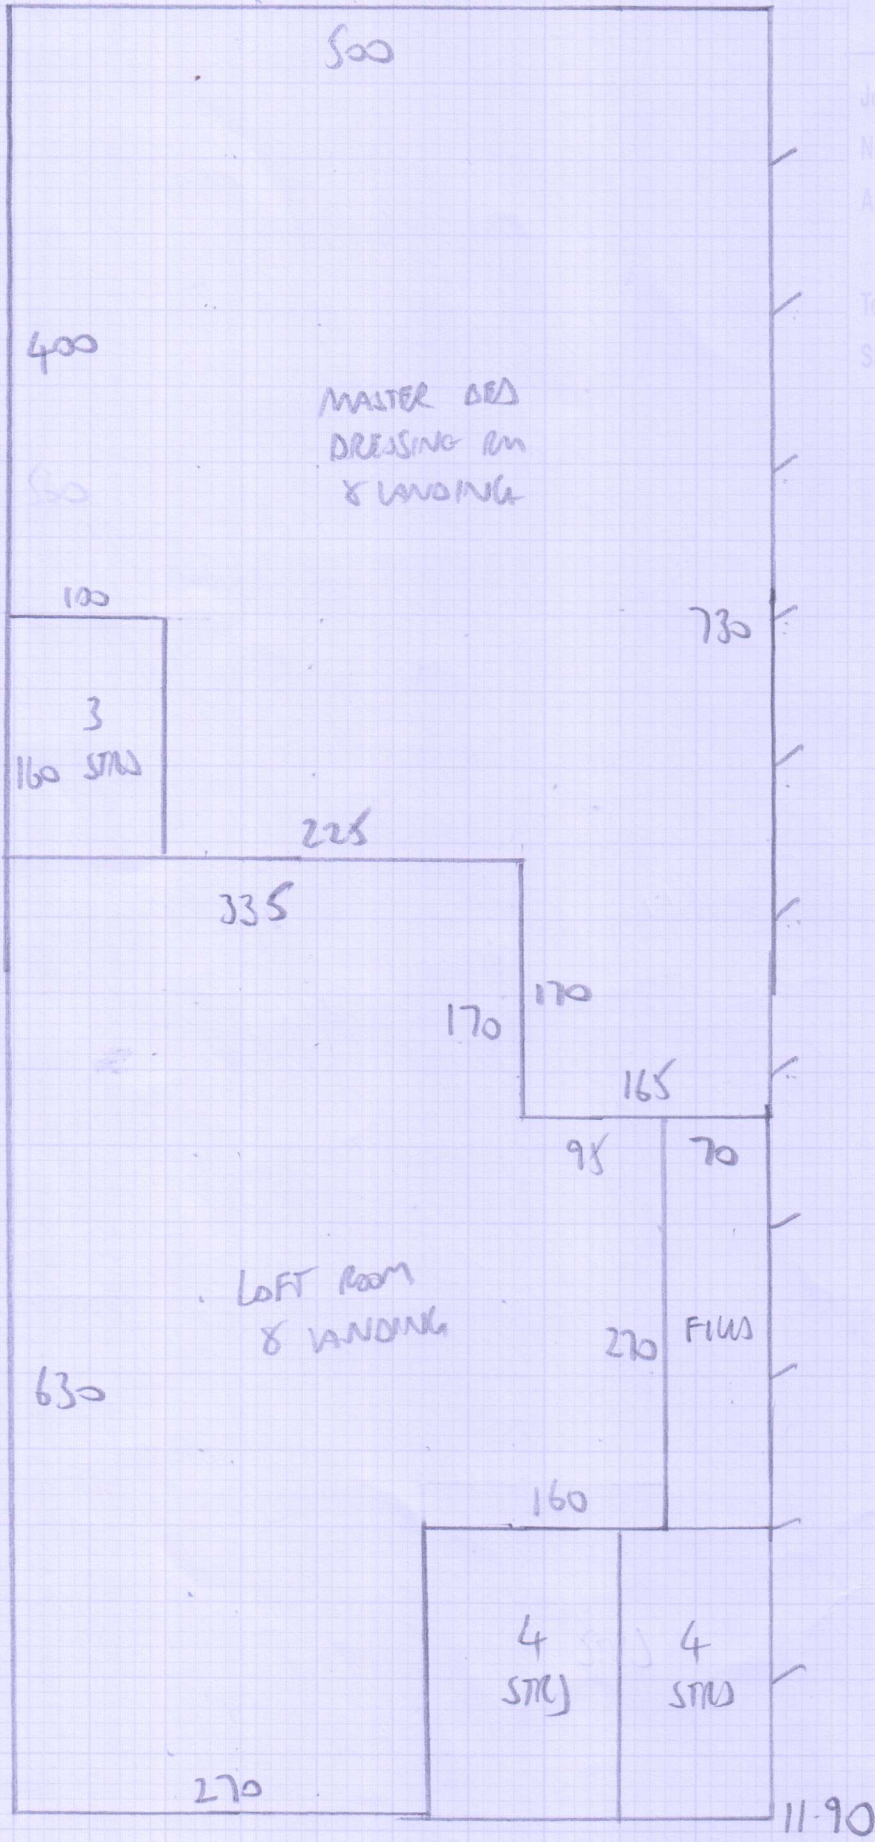 500
400
MASTER BED
DRESSING RM
& LANDING
500
100
730
3
160 STRS
225
335
170
170
165
95
70
LOFT ROOM
& LANDING
270
FILLS
630
160
4
STRS
4
STRS
270
11.90